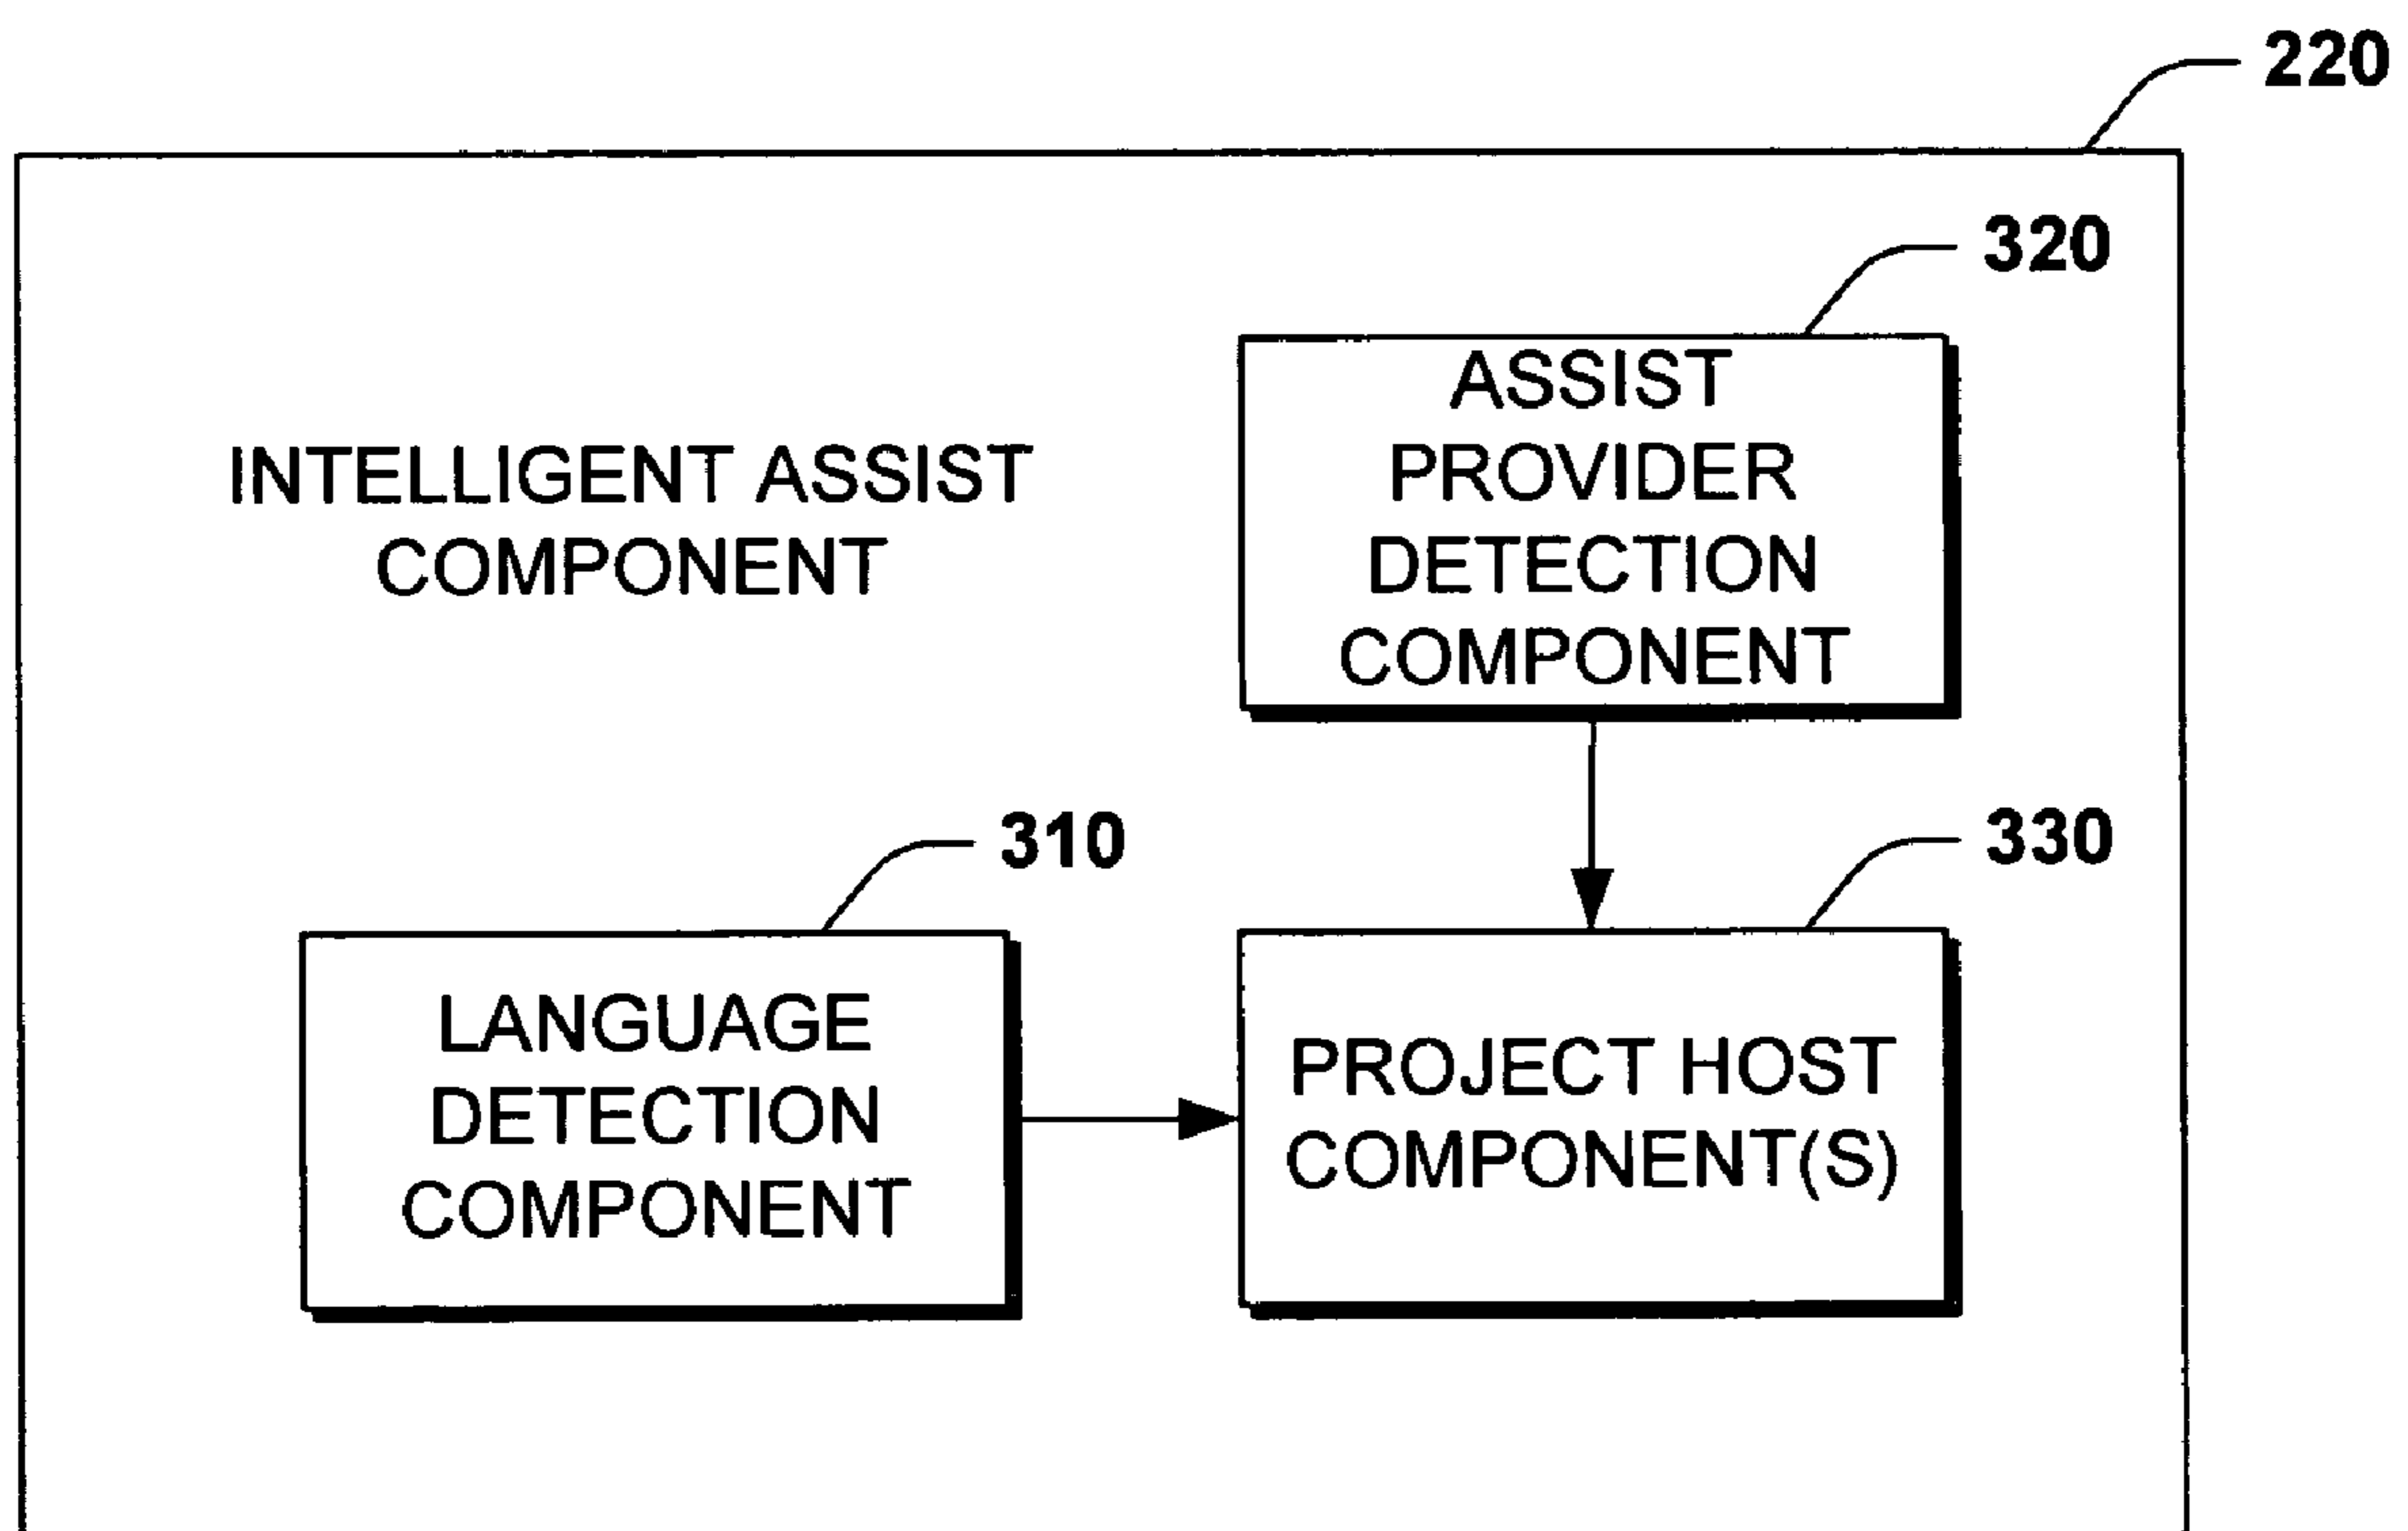 220
320
ASSIST
PROVIDER
DETECTION
COMPONENT
INTELLIGENT ASSIST
COMPONENT
310
330
LANGUAGE
DETECTION
COMPONENT
PROJECT HOST
COMPONENT(S)